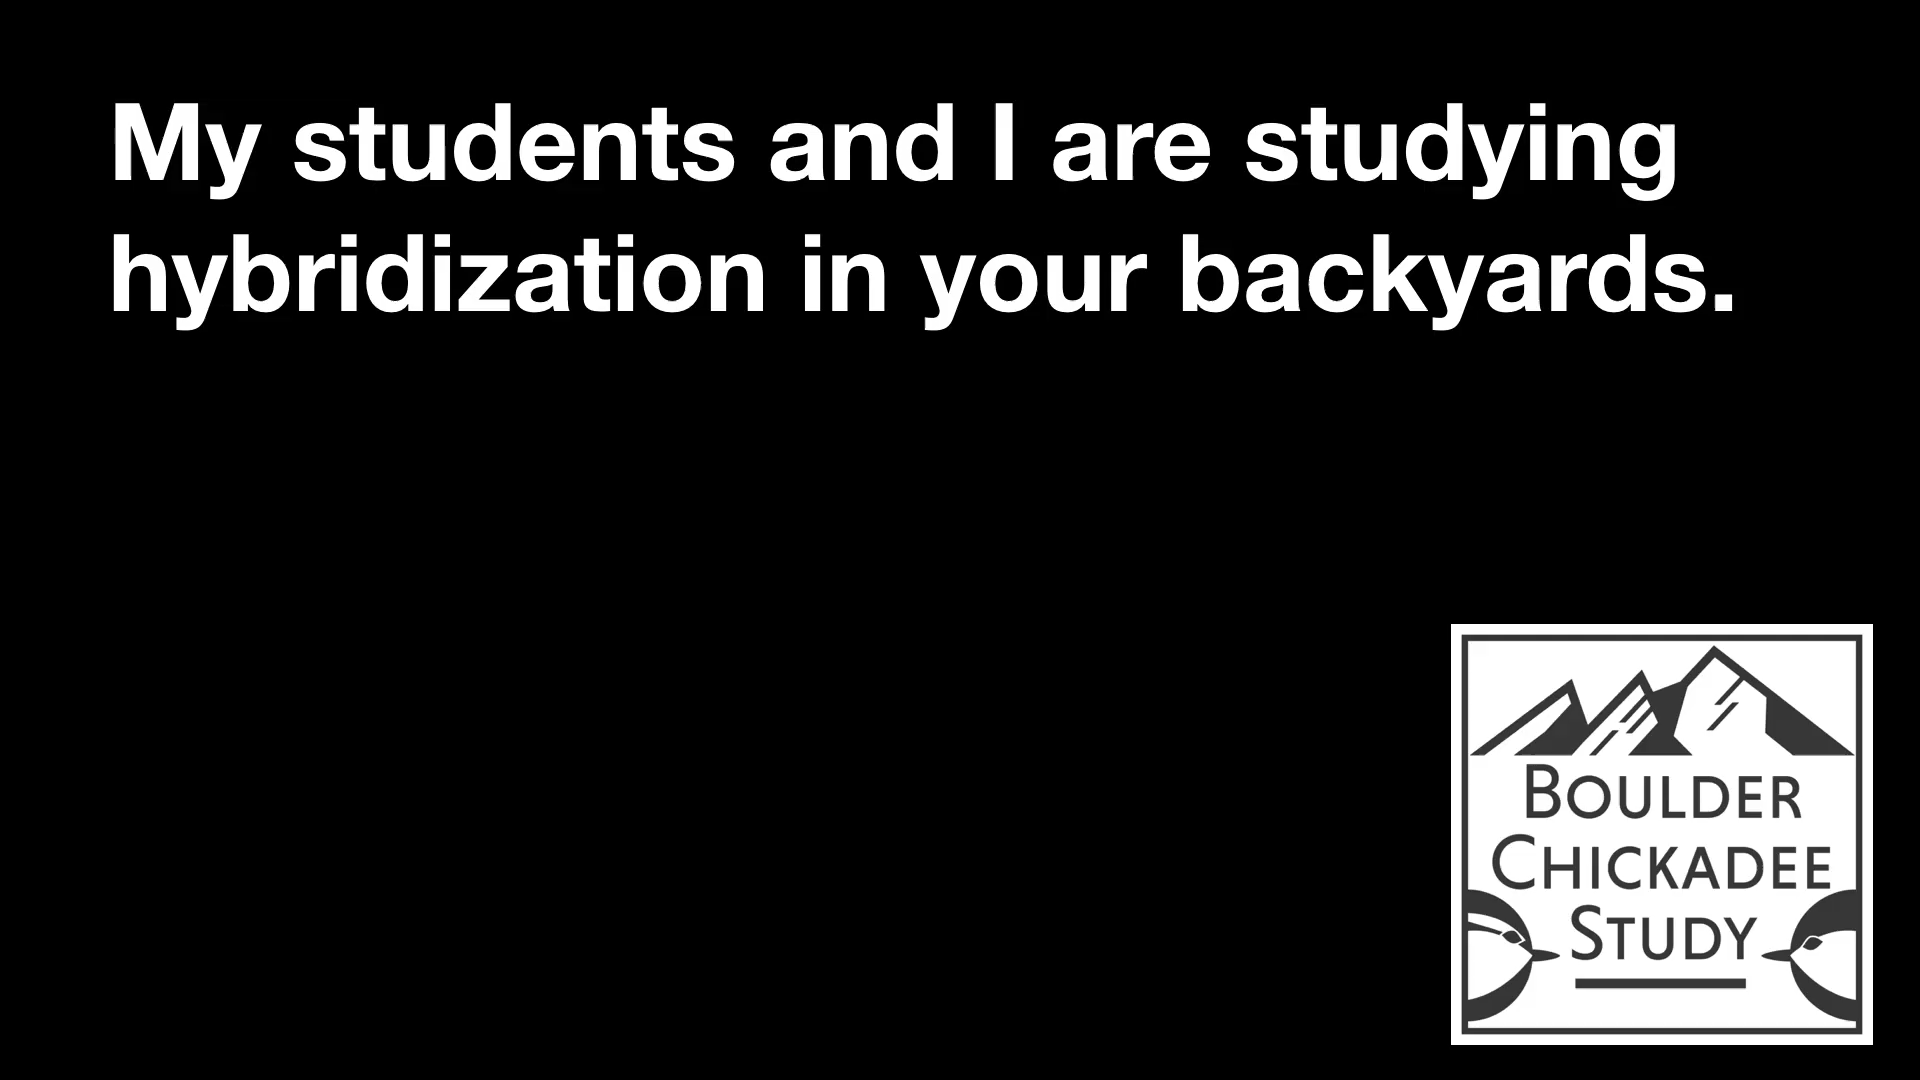 My students and I are studying
hybridization in your backyards.
BOULDER
CHICKADEE
STUDY